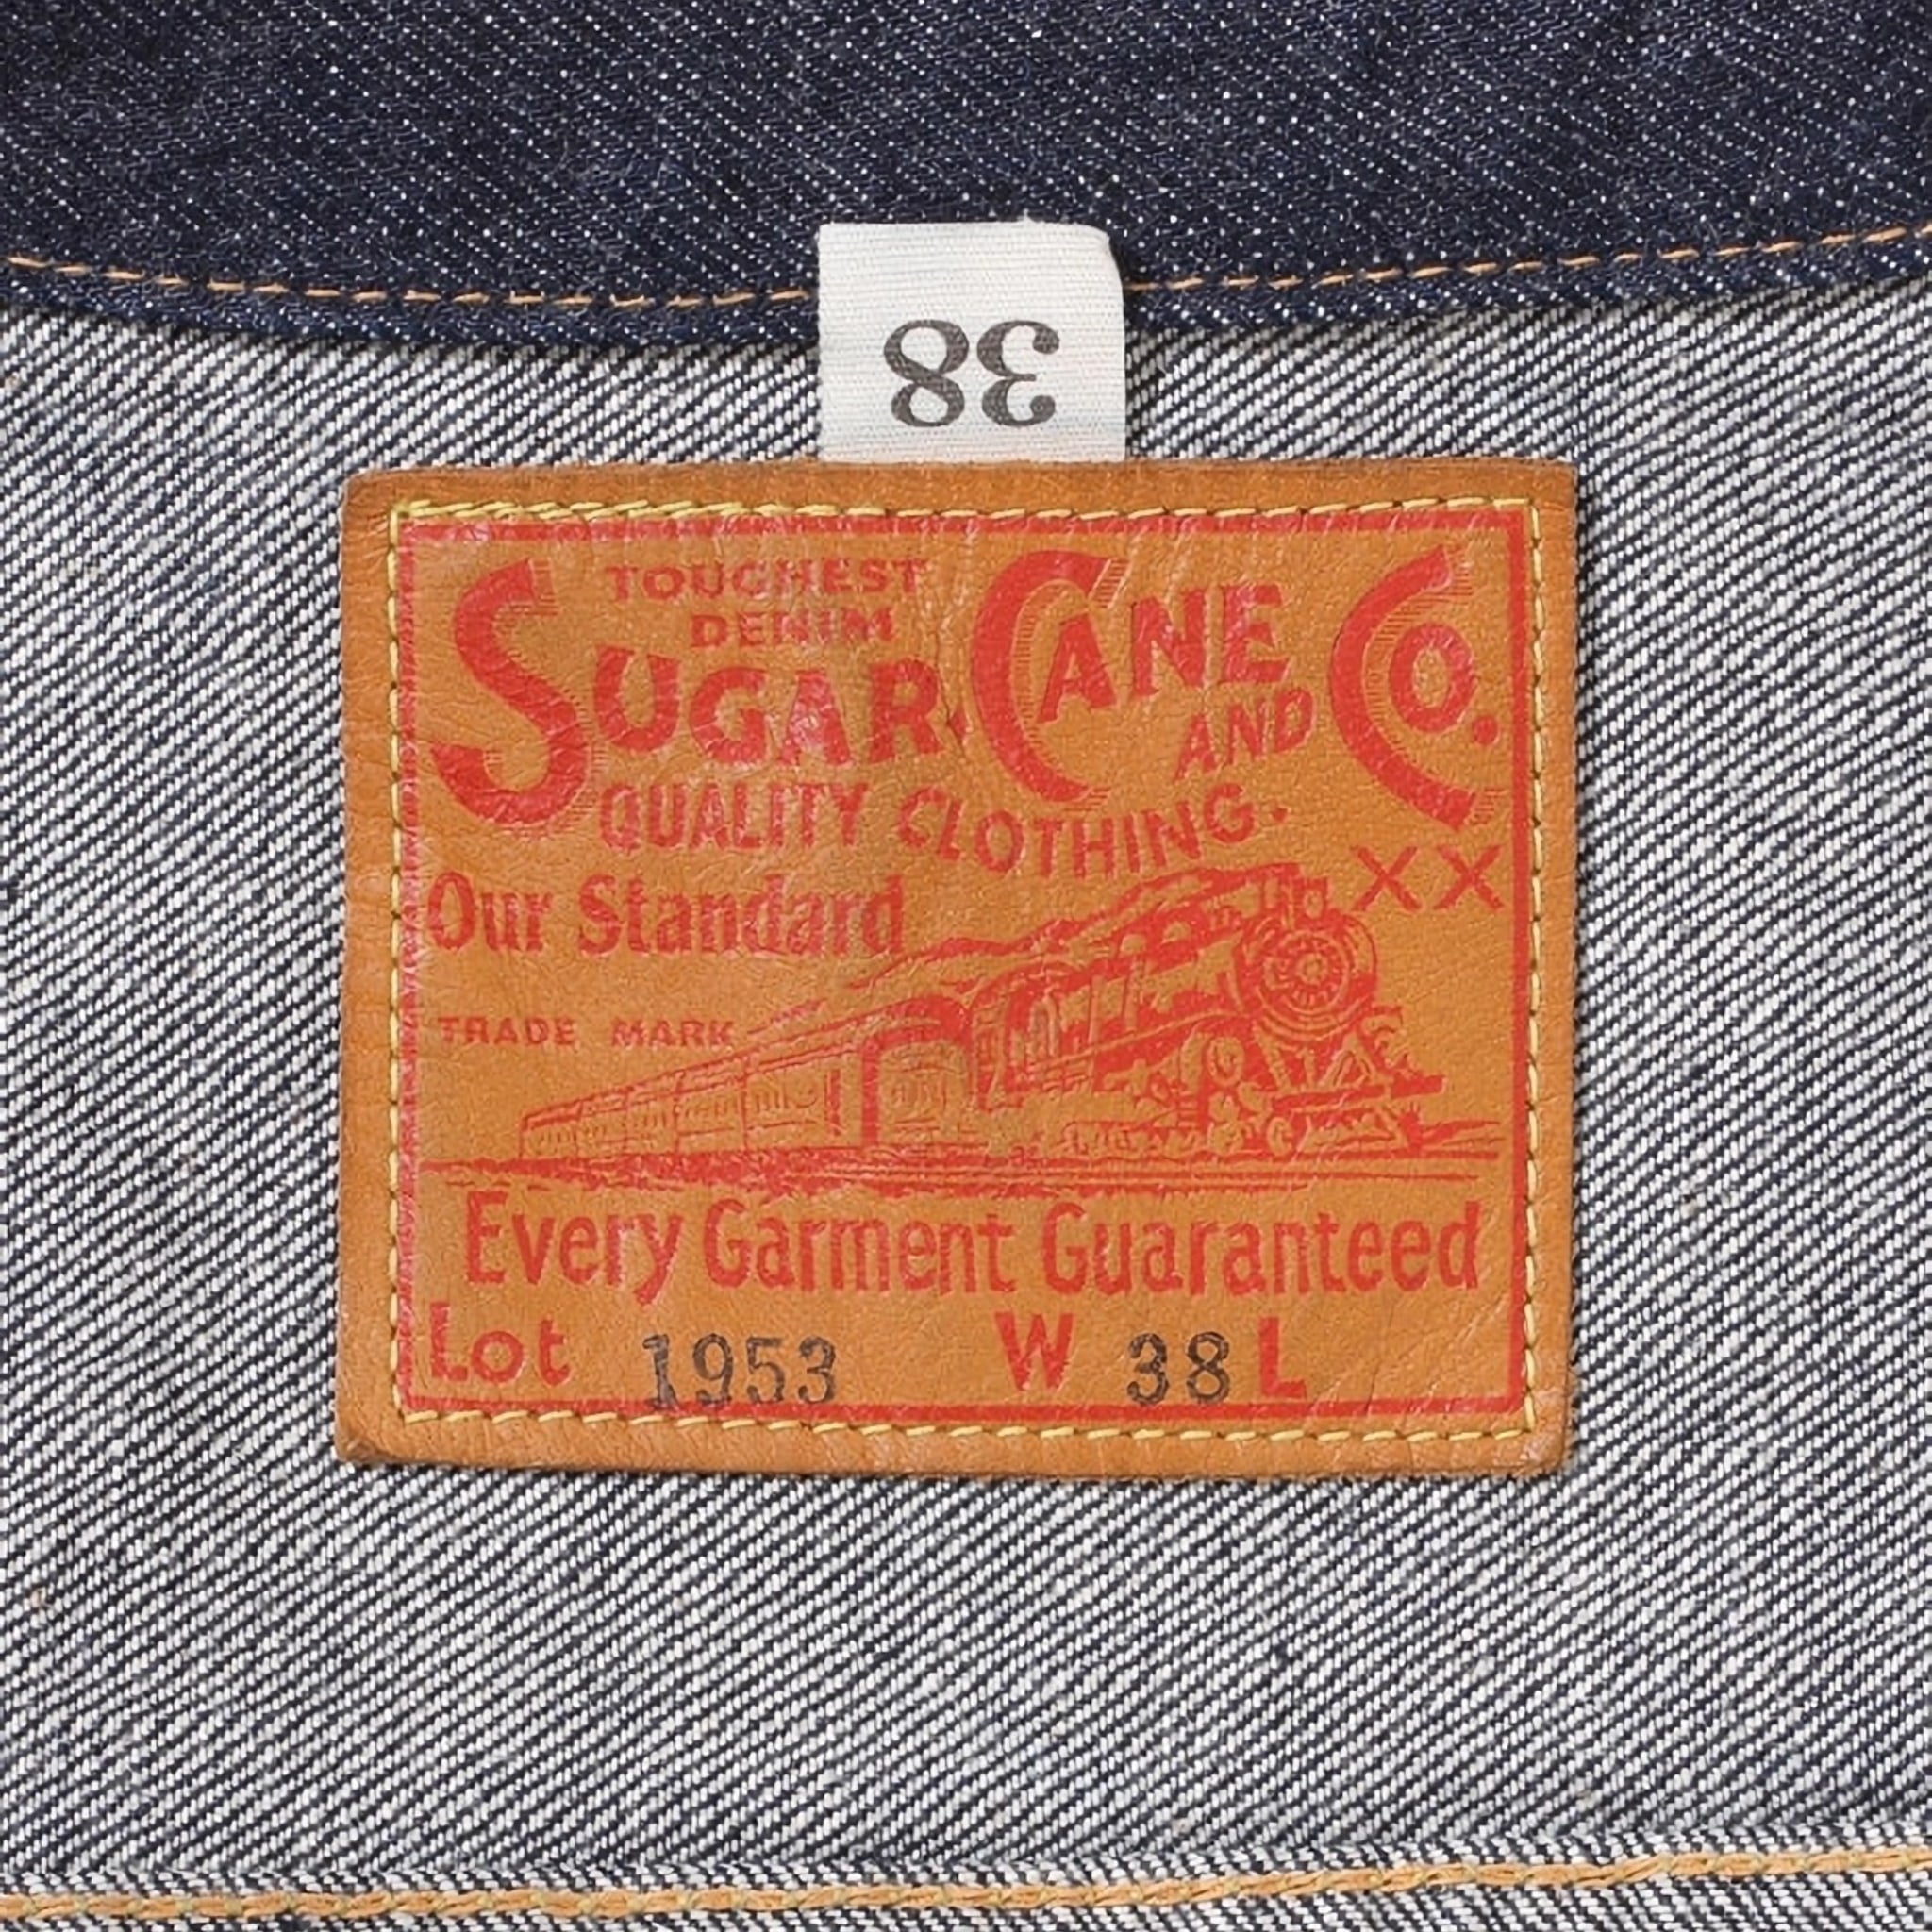 38
TOUGHEST
DENIM
SUGAR CANE AND CO.
QUALITY CLOTHING.
XX
Our Standard
TRADE MARK
Every Garment Guaranteed
Lot 1953 W 38 L